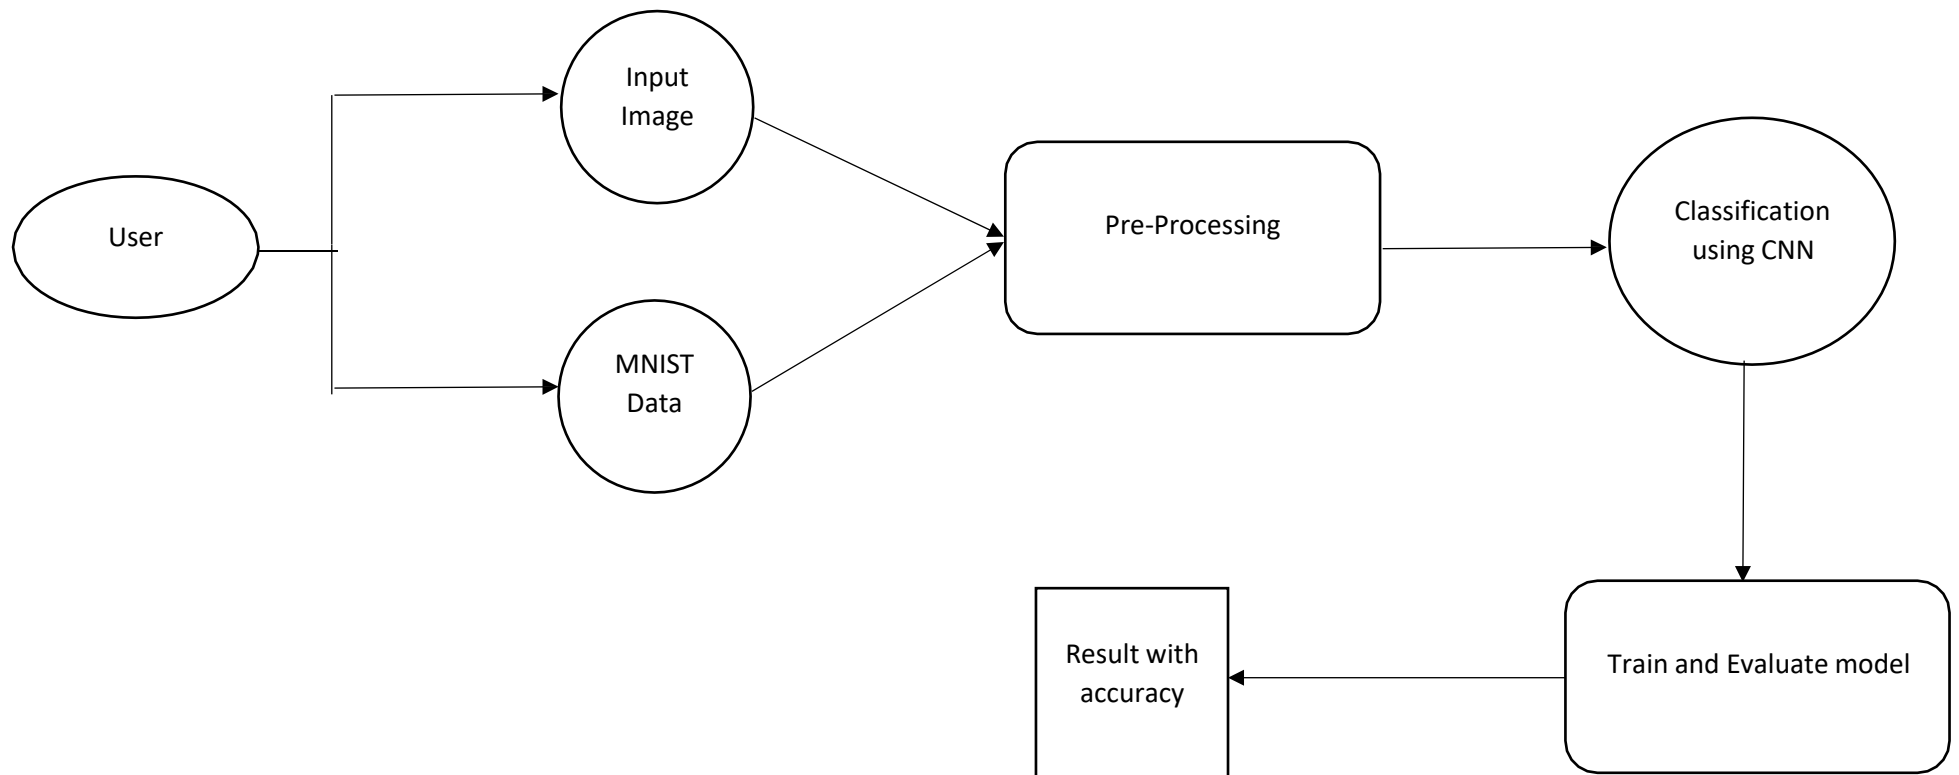 User
Input
Image
MNIST
Data
Pre-Processing
Classification
using CNN
Train and Evaluate model
Result with
accuracy